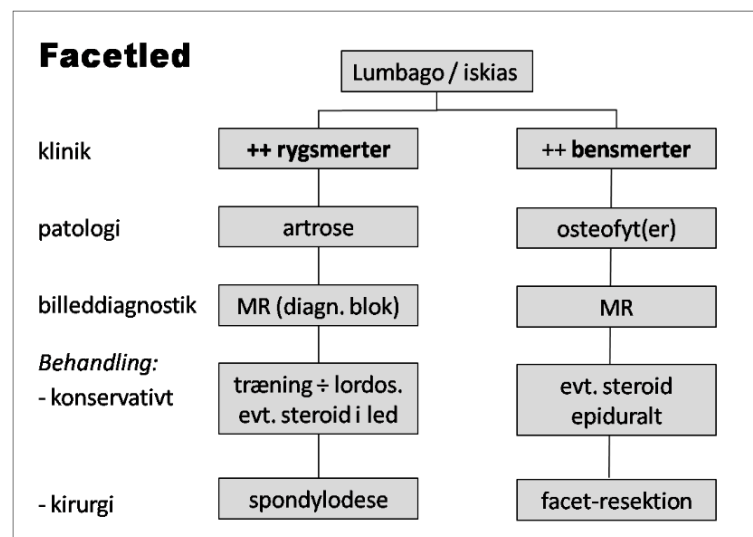 Facetled
Lumbago / iskias
klinik
++ rygsmerter
++ bensmerter
patologi
artrose
osteofyt(er)
billeddiagnostik
MR (diagn. blok)
MR
Behandling:
- konservativt
træning ÷ lordos.
evt. steroid i led
evt. steroid
epiduralt
- kirurgi
spondylodese
facet-resektion